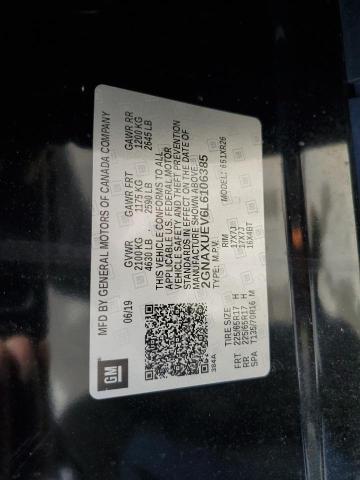 MFD BY GENERAL MOTORS OF CANADA COMPANY
GM
06/19
GVWR GAWR FRT GAWR RR
2100 KG 1175 KG 1200 KG
4630 LB 2590 LB 2645 LB
THIS VEHICLE CONFORMS TO ALL
APPLICABLE U.S. FEDERAL MOTOR
VEHICLE SAFETY AND THEFT PREVENTION
STANDARDS IN EFFECT ON THE DATE OF
MANUFACTURE SHOWN ABOVE.
2GNAXUEV6L6106385
TYPE: M.P.V. MODEL: 6S1XR26
384A
TIRE SIZE RIM
FRT 225/65R17 H 17X7J
RR 225/65R17 H 17X7J
SPA T135/70R16 M 16X4BT